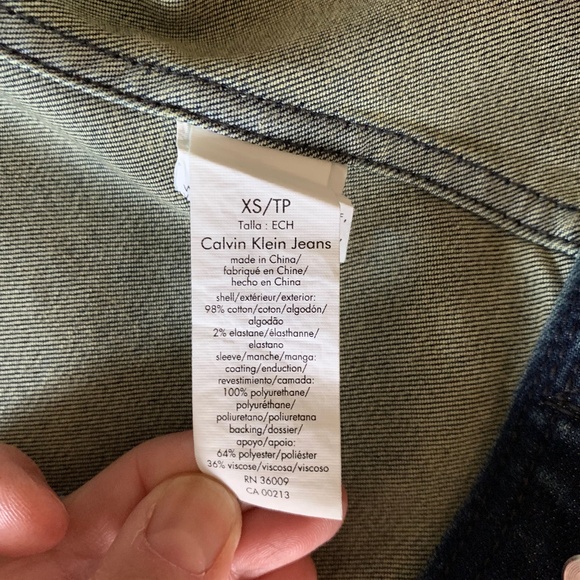 XS/TP
Talla : ECH
Calvin Klein Jeans
made in China/
fabriqué en Chine/
hecho en China
shell/extérieur/exterior:
98% cotton/coton/algodón/
algodão
2% elastane/élasthanne/
elastano
sleeve/manche/manga:
coating/enduction/
revestimiento/camada:
100% polyurethane/
polyuréthane/
poliuretano/poliuretana
backing/dossier/
apoyo/apoio:
64% polyester/poliéster
36% viscose/viscosa/viscoso
RN 36009
CA 00213